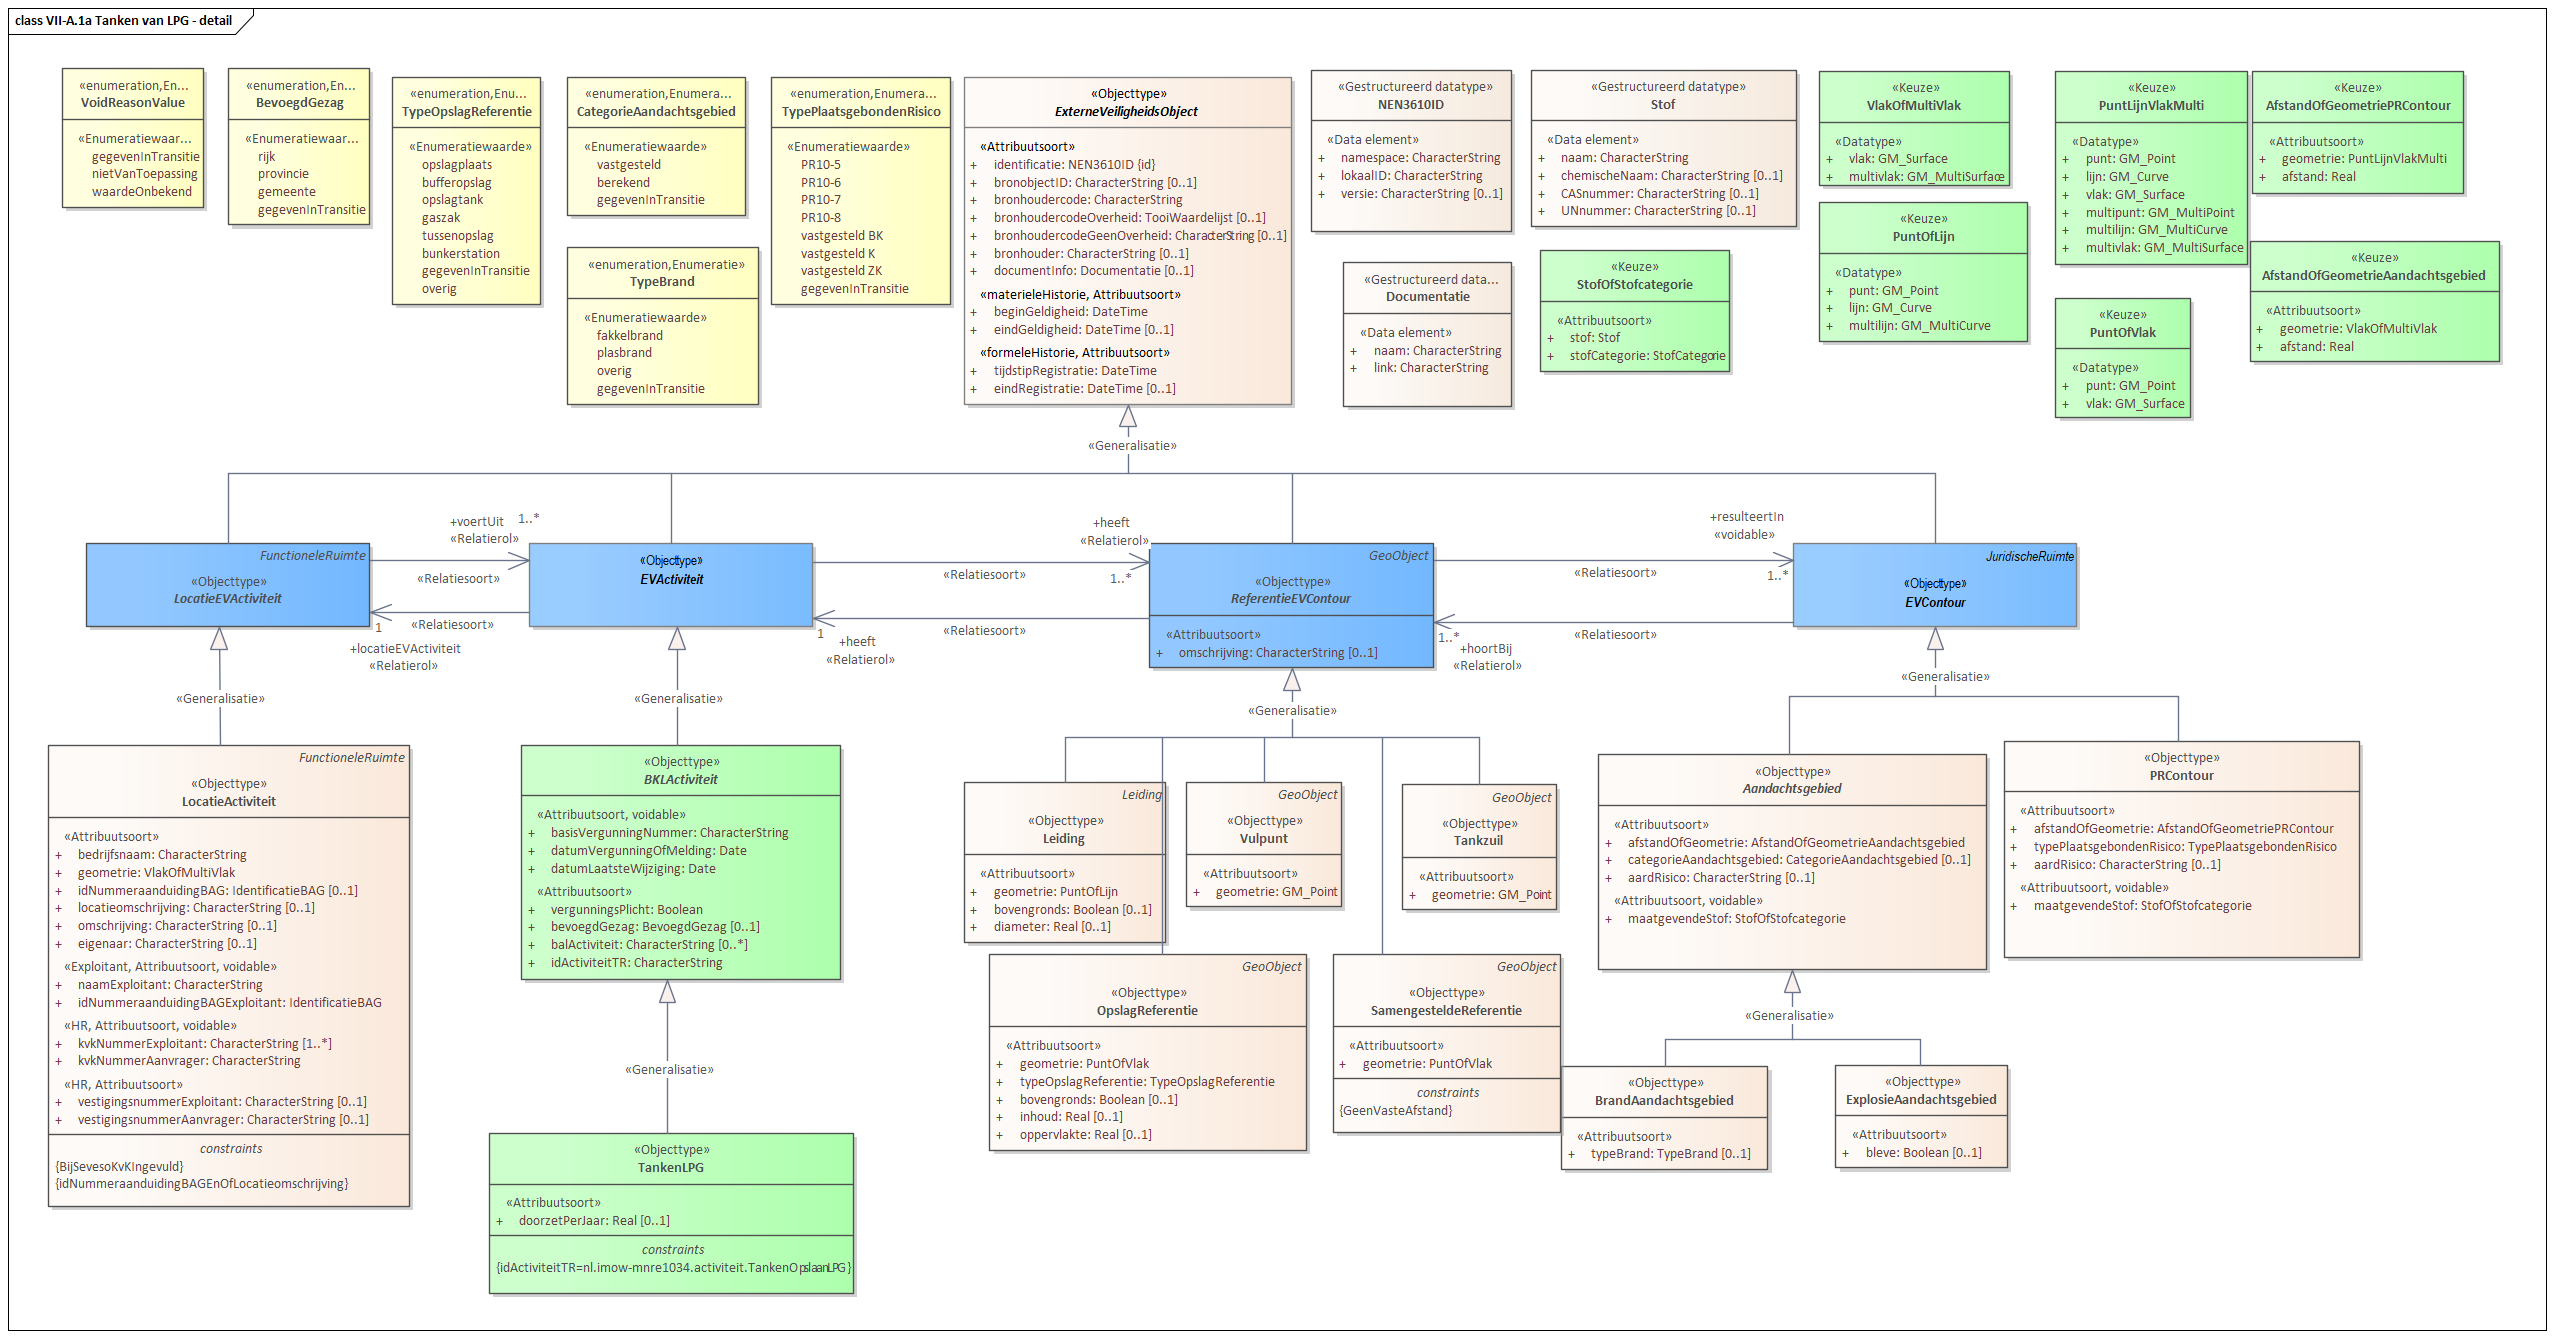 class VII-A.1a Tanken van LPG - detail
«enumeration,En...
VoidReasonValue
«Enumeratiewaar...
gegevenInTransitie
nietVanToepassing
waardeOnbekend
«enumeration,En...
BevoegdGezag
«Enumeratiewaar...
rijk
provincie
gemeente
gegevenInTransitie
«enumeration,Enu...
TypeOpslagReferentie
«Enumeratiewaarde»
opslagplaats
bufferopslag
opslagtank
gaszak
tussenopslag
bunkerstation
gegevenInTransitie
overig
«enumeration,Enumera...
CategorieAandachtsgebied
«Enumeratiewaarde»
vastgesteld
berekend
gegevenInTransitie
«enumeration,Enumeratie»
TypeBrand
«Enumeratiewaarde»
fakkelbrand
plasbrand
overig
gegevenInTransitie
«enumeration,Enumera...
TypePlaatsgebondenRisico
«Enumeratiewaarde»
PR10-5
PR10-6
PR10-7
PR10-8
vastgesteld BK
vastgesteld K
vastgesteld ZK
gegevenInTransitie
«Objecttype»
ExterneVeiligheidsObject
«Attribuutsoort»
+ identificatie: NEN3610ID {id}
+ bronobjectID: CharacterString [0..1]
+ bronhoudercode: CharacterString
+ bronhoudercodeOverheid: TooiWaardelijst [0..1]
+ bronhoudercodeGeenOverheid: CharacterString [0..1]
+ bronhouder: CharacterString [0..1]
+ documentInfo: Documentatie [0..1]
«materieleHistorie, Attribuutsoort»
+ beginGeldigheid: DateTime
+ eindGeldigheid: DateTime [0..1]
«formeleHistorie, Attribuutsoort»
+ tijdstipRegistratie: DateTime
+ eindRegistratie: DateTime [0..1]
«Gestructureerd datatype»
NEN3610ID
«Data element»
+ namespace: CharacterString
+ lokaalID: CharacterString
+ versie: CharacterString [0..1]
«Gestructureerd data...
Documentatie
«Data element»
+ naam: CharacterString
+ link: CharacterString
«Gestructureerd datatype»
Stof
«Data element»
+ naam: CharacterString
+ chemischeNaam: CharacterString [0..1]
+ CASnummer: CharacterString [0..1]
+ UNnummer: CharacterString [0..1]
«Keuze»
StofOfStofcategorie
«Attribuutsoort»
+ stof: Stof
+ stofCategorie: StofCategorie
«Keuze»
VlakOfMultiVlak
«Datatype»
+ vlak: GM_Surface
+ multivlak: GM_MultiSurface
«Keuze»
PuntOfLijn
«Datatype»
+ punt: GM_Point
+ lijn: GM_Curve
+ multilijn: GM_MultiCurve
«Keuze»
PuntLijnVlakMulti
«Datatype»
+ punt: GM_Point
+ lijn: GM_Curve
+ vlak: GM_Surface
+ multipunt: GM_MultiPoint
+ multilijn: GM_MultiCurve
+ multivlak: GM_MultiSurface
«Keuze»
PuntOfVlak
«Datatype»
+ punt: GM_Point
+ vlak: GM_Surface
«Keuze»
AfstandOfGeometriePRContour
«Attribuutsoort»
+ geometrie: PuntLijnVlakMulti
+ afstand: Real
«Keuze»
AfstandOfGeometrieAandachtsgebied
«Attribuutsoort»
+ geometrie: VlakOfMultiVlak
+ afstand: Real
«Generalisatie»
+voertUit 1..*
«Relatierol»
«Relatiesoort»
«Relatiesoort»
1
+locatieEVActiviteit
«Relatierol»
+heeft
«Relatierol»
1..*
«Relatiesoort»
«Relatiesoort»
1
+heeft
«Relatierol»
+resulteertIn
«voidable»
1..*
«Relatiesoort»
«Relatiesoort»
1..*
+hoortBij
«Relatierol»
FunctioneleRuimte
«Objecttype»
LocatieEVActiviteit
«Objecttype»
EVActiviteit
GeoObject
«Objecttype»
ReferentieEVContour
«Attribuutsoort»
+ omschrijving: CharacterString [0..1]
JuridischeRuimte
«Objecttype»
EVContour
«Generalisatie»
«Generalisatie»
«Generalisatie»
«Generalisatie»
FunctioneleRuimte
«Objecttype»
LocatieActiviteit
«Attribuutsoort»
+ bedrijfsnaam: CharacterString
+ geometrie: VlakOfMultiVlak
+ idNummeraanduidingBAG: IdentificatieBAG [0..1]
+ locatieomschrijving: CharacterString [0..1]
+ omschrijving: CharacterString [0..1]
+ eigenaar: CharacterString [0..1]
«Exploitant, Attribuutsoort, voidable»
+ naamExploitant: CharacterString
+ idNummeraanduidingBAGExploitant: IdentificatieBAG
«HR, Attribuutsoort, voidable»
+ kvkNummerExploitant: CharacterString [1..*]
+ kvkNummerAanvrager: CharacterString
«HR, Attribuutsoort»
+ vestigingsnummerExploitant: CharacterString [0..1]
+ vestigingsnummerAanvrager: CharacterString [0..1]
constraints
{BijSevesoKvKIngevuld}
{idNummeraanduidingBAGEnOfLocatieomschrijving}
«Objecttype»
BKLActiviteit
«Attribuutsoort, voidable»
+ basisVergunningNummer: CharacterString
+ datumVergunningOfMelding: Date
+ datumLaatsteWijziging: Date
«Attribuutsoort»
+ vergunningsPlicht: Boolean
+ bevoegdGezag: BevoegdGezag [0..1]
+ balActiviteit: CharacterString [0..*]
+ idActiviteitTR: CharacterString
«Generalisatie»
«Objecttype»
TankenLPG
«Attribuutsoort»
+ doorzetPerJaar: Real [0..1]
constraints
{idActiviteitTR=nl.imow-mnre1034.activiteit.TankenOpslaanLPG}
Leiding
«Objecttype»
Leiding
«Attribuutsoort»
+ geometrie: PuntOfLijn
+ bovengronds: Boolean [0..1]
+ diameter: Real [0..1]
GeoObject
«Objecttype»
Vulpunt
«Attribuutsoort»
+ geometrie: GM_Point
GeoObject
«Objecttype»
Tankzuil
«Attribuutsoort»
+ geometrie: GM_Point
GeoObject
«Objecttype»
OpslagReferentie
«Attribuutsoort»
+ geometrie: PuntOfVlak
+ typeOpslagReferentie: TypeOpslagReferentie
+ bovengronds: Boolean [0..1]
+ inhoud: Real [0..1]
+ oppervlakte: Real [0..1]
GeoObject
«Objecttype»
SamengesteldeReferentie
«Attribuutsoort»
+ geometrie: PuntOfVlak
constraints
{GeenVasteAfstand}
«Objecttype»
Aandachtsgebied
«Attribuutsoort»
+ afstandOfGeometrie: AfstandOfGeometrieAandachtsgebied
+ categorieAandachtsgebied: CategorieAandachtsgebied [0..1]
+ aardRisico: CharacterString [0..1]
«Attribuutsoort, voidable»
+ maatgevendeStof: StofOfStofcategorie
«Objecttype»
PRContour
«Attribuutsoort»
+ afstandOfGeometrie: AfstandOfGeometriePRContour
+ typePlaatsgebondenRisico: TypePlaatsgebondenRisico
+ aardRisico: CharacterString [0..1]
«Attribuutsoort, voidable»
+ maatgevendeStof: StofOfStofcategorie
«Generalisatie»
«Objecttype»
BrandAandachtsgebied
«Attribuutsoort»
+ typeBrand: TypeBrand [0..1]
«Objecttype»
ExplosieAandachtsgebied
«Attribuutsoort»
+ bleve: Boolean [0..1]